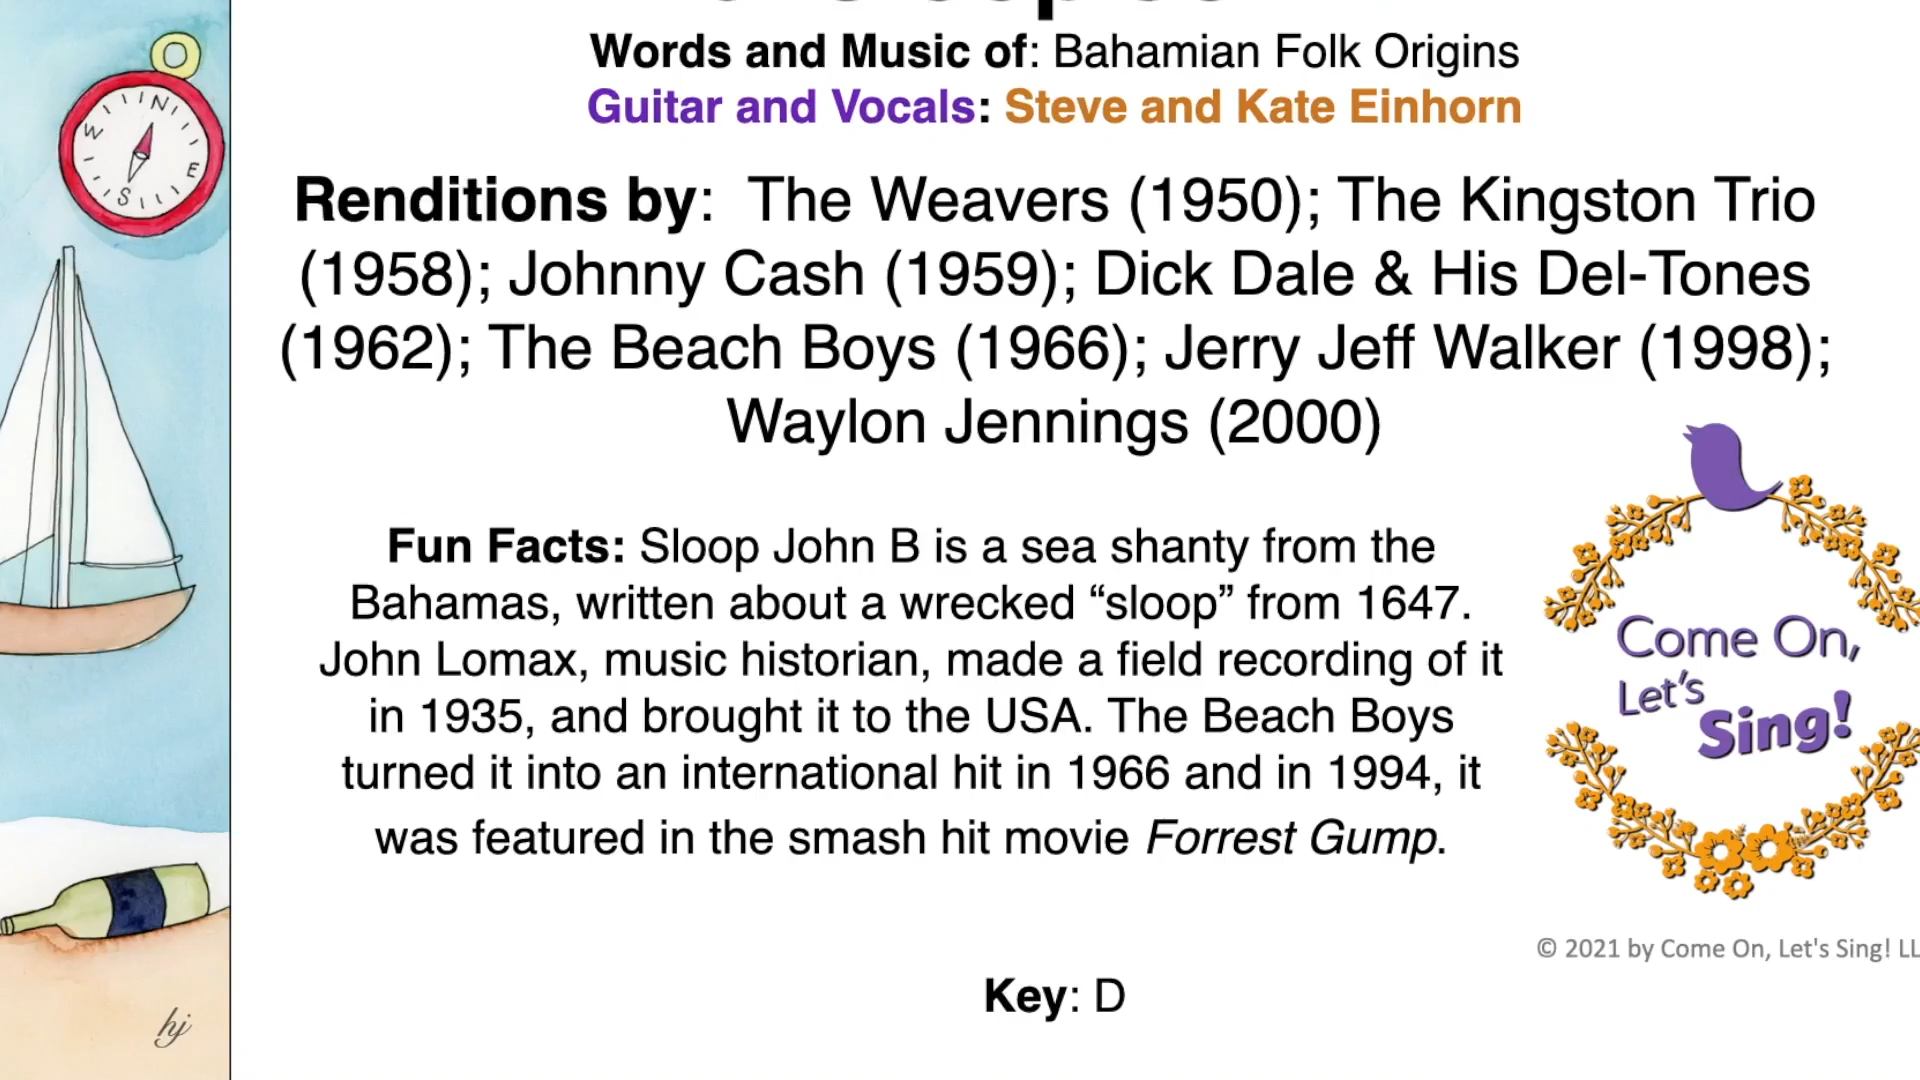 Words and Music of: Bahamian Folk Origins
Guitar and Vocals: Steve and Kate Einhorn
Renditions by: The Weavers (1950); The Kingston Trio
(1958); Johnny Cash (1959); Dick Dale & His Del-Tones
(1962); The Beach Boys (1966); Jerry Jeff Walker (1998);
Waylon Jennings (2000)
Fun Facts: Sloop John B is a sea shanty from the
Bahamas, written about a wrecked “sloop” from 1647.
John Lomax, music historian, made a field recording of it
in 1935, and brought it to the USA. The Beach Boys
turned it into an international hit in 1966 and in 1994, it
was featured in the smash hit movie Forrest Gump.
Key: D
Come On,
Let's
Sing!
© 2021 by Come On, Let's Sing! LL
N
W
E
S
hj